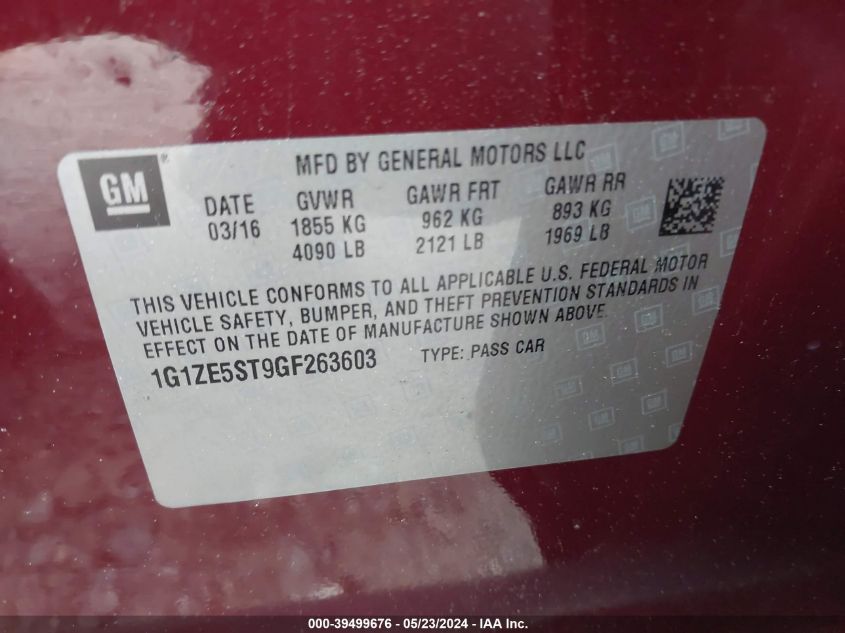 GM ®
MFD BY GENERAL MOTORS LLC
DATE GVWR GAWR FRT GAWR RR
03/16 1855 KG 962 KG 893 KG
4090 LB 2121 LB 1969 LB
THIS VEHICLE CONFORMS TO ALL APPLICABLE U.S. FEDERAL MOTOR
VEHICLE SAFETY, BUMPER, AND THEFT PREVENTION STANDARDS IN
EFFECT ON THE DATE OF MANUFACTURE SHOWN ABOVE.
1G1ZE5ST9GF263603 TYPE: PASS CAR
000-39499676 - 05/23/2024 - IAA Inc.